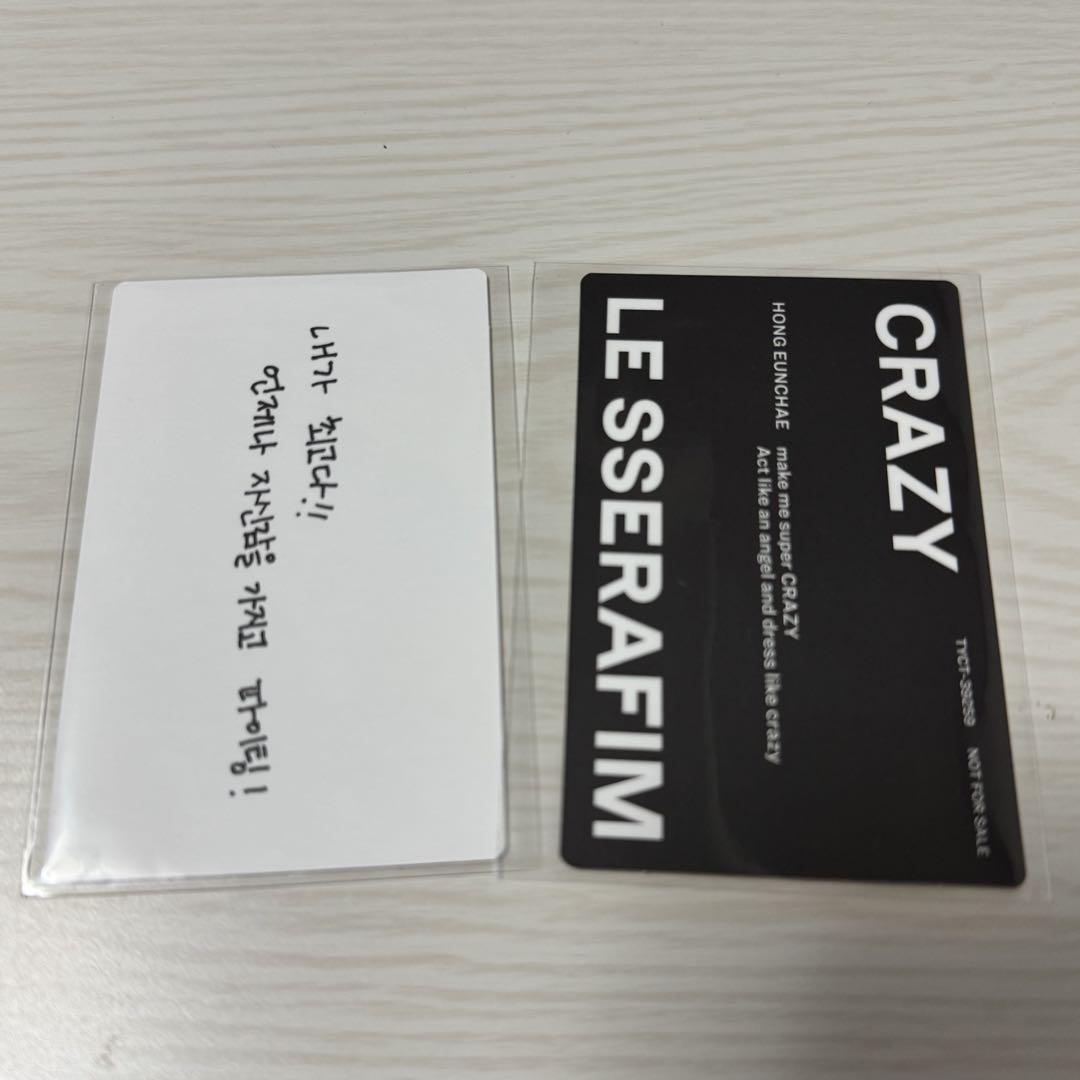 내가 최고다!!
언제나 자신감을 가지고 파이팅!
CRAZY
TYCT-39259 NOT FOR SALE
HONG EUNCHAE make me super CRAZY
Act like an angel and dress like crazy
LE SSERAFIM